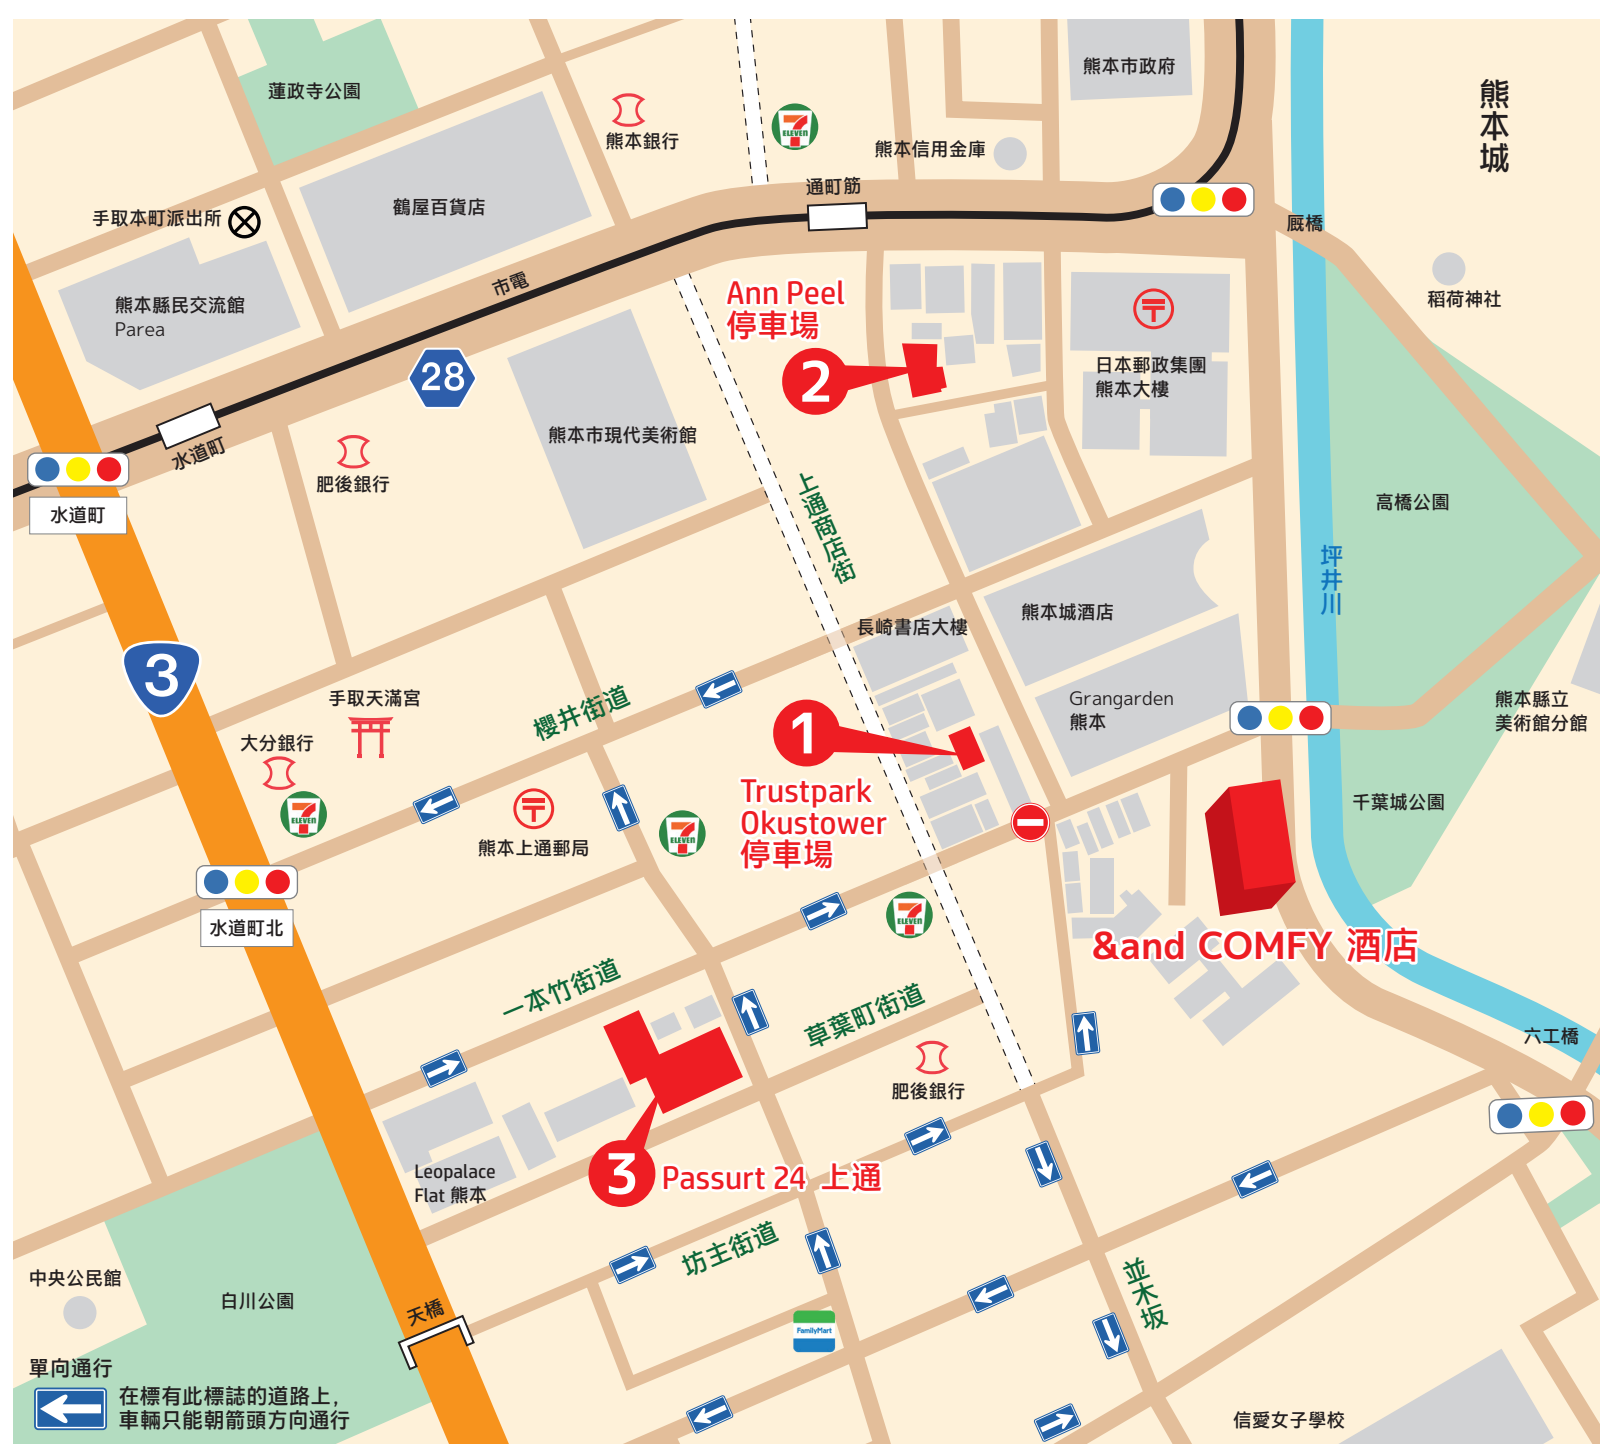 蓮政寺公園
熊本銀行
7
ELEVEN
熊本市政府
熊本信用金庫
熊本城
手取本町派出所
鶴屋百貨店
通町筋
厩橋
熊本縣民交流館
Parea
市電
Ann Peel
停車場
2
稻荷神社
日本郵政集團
熊本大樓
28
水道町
水道町
肥後銀行
熊本市現代美術館
上通商店街
高橋公園
坪井川
3
手取天滿宮
大分銀行
7
ELEVEN
櫻井街道
長崎書店大樓
熊本城酒店
Grangarden
熊本
熊本縣立
美術館分館
1
Trustpark
Okustower
停車場
熊本上通郵局
7
ELEVEN
千葉城公園
水道町北
7
ELEVEN
&and COMFY 酒店
一本竹街道
草葉町街道
六工橋
肥後銀行
Leopalace
Flat 熊本
3
Passurt 24 上通
坊主街道
並木坂
中央公民館
白川公園
天橋
FamilyMart
單向通行
在標有此標誌的道路上，
車輛只能朝箭頭方向通行
信愛女子學校